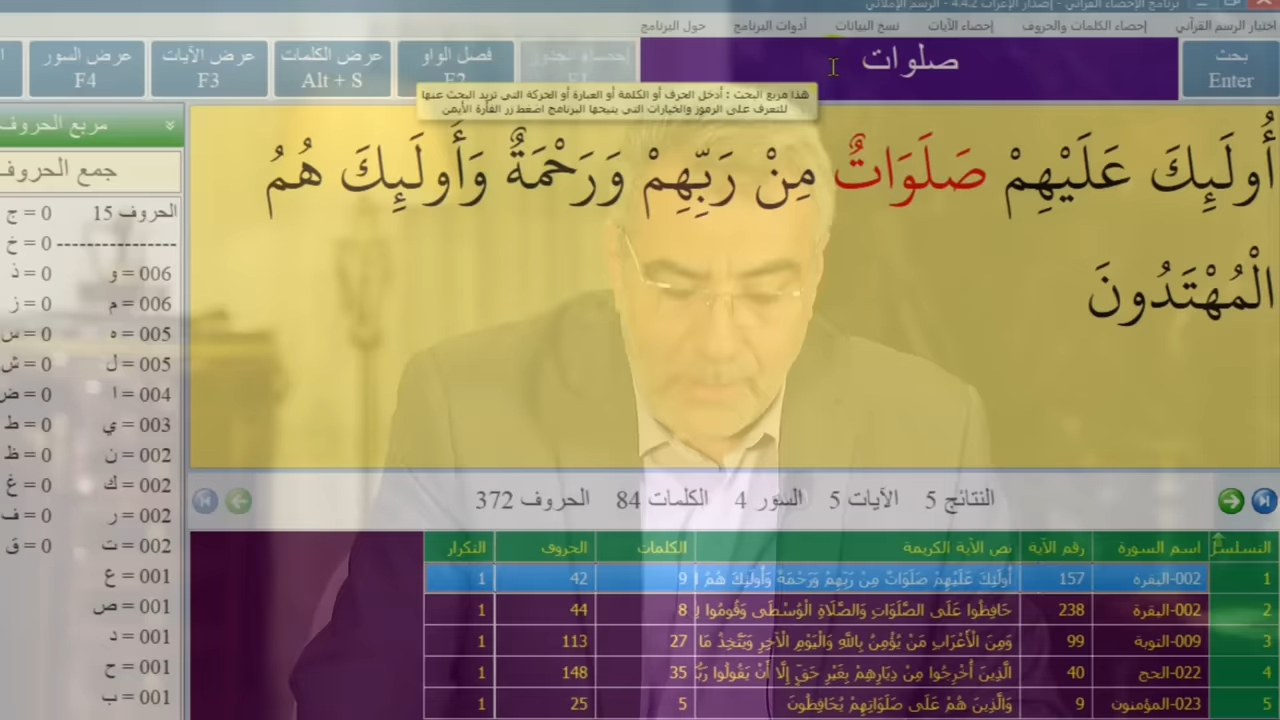 برنامج الإحصاء القرآني - إصدار الإعراب 4.4.2 - الرسم الإملائي
اختيار الرسم القرآني إحصاء الكلمات والحروف إحصاء الآيات نسخ البيانات أدوات البرنامج حول البرنامج
بحث
Enter
صلوات
فصل الواو
F2
عرض الكلمات
Alt + S
عرض الآيات
F3
عرض السور
F4
هذا مربع البحث : أدخل الحرف أو الكلمة أو العبارة أو الحركة التي تريد البحث عنها
للتعرف على الرموز والخيارات التي يتيحها البرنامج اضغط زر الفأرة الأيمن
أُولَئِكَ عَلَيْهِمْ صَلَوَاتٌ مِنْ رَبِّهِمْ وَرَحْمَةٌ وَأُولَئِكَ هُمُ
الْمُهْتَدُونَ
مربع الحروف
جمع الحروف
الحروف 15 ج = 0
---------------- خ = 0
و = 006 ذ = 0
م = 006 ز = 0
ه = 005 س = 0
ل = 005 ش = 0
ا = 004 ض = 0
ي = 003 ط = 0
ن = 002 ظ = 0
ك = 002 غ = 0
ر = 002 ف = 0
ت = 002 ق = 0
ع = 001
ص = 001
د = 001
ح = 001
ب = 001
النتائج 5 الآيات 5 السور 4 الكلمات 84 الحروف 372
التسلسل اسم السورة رقم الآية نص الآية الكريمة الكلمات الحروف التكرار
1 002-البقرة 157 أُولَئِكَ عَلَيْهِمْ صَلَوَاتٌ مِنْ رَبِّهِمْ وَرَحْمَةٌ وَأُولَئِكَ هُمُ 9 42 1
2 002-البقرة 238 حَافِظُوا عَلَى الصَّلَوَاتِ وَالصَّلَاةِ الْوُسْطَى وَقُومُوا 8 44 1
3 009-التوبة 99 وَمِنَ الْأَعْرَابِ مَنْ يُؤْمِنُ بِاللَّهِ وَالْيَوْمِ الْآخِرِ وَيَتَّخِذُ مَا 27 113 1
4 022-الحج 40 الَّذِينَ أُخْرِجُوا مِنْ دِيَارِهِمْ بِغَيْرِ حَقٍّ إِلَّا أَنْ يَقُولُوا 35 148 1
5 023-المؤمنون 9 وَالَّذِينَ هُمْ عَلَى صَلَوَاتِهِمْ يُحَافِظُونَ 5 25 1